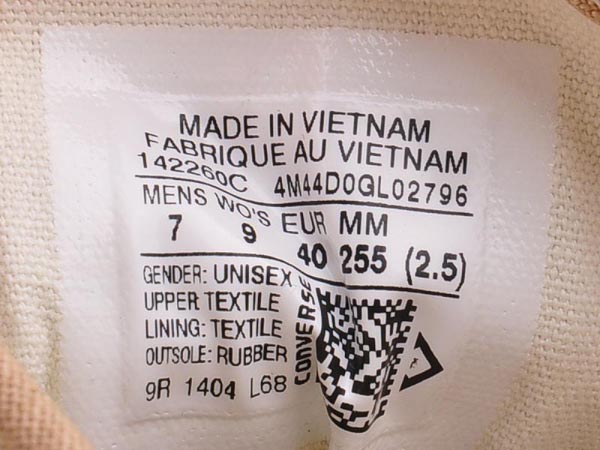 MADE IN VIETNAM
FABRIQUE AU VIETNAM
142260C 4M44D0GL02796
MENS WO'S EUR MM
7 9 40 255 (2.5)
GENDER: UNISEX
UPPER TEXTILE
LINING: TEXTILE
OUTSOLE: RUBBER
9R 1404 L68
CONVERSE